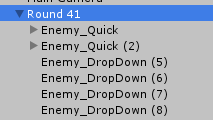 Round 41
Enemy_Quick
Enemy_Quick (2)
Enemy_DropDown (5)
Enemy_DropDown (6)
Enemy_DropDown (7)
Enemy_DropDown (8)